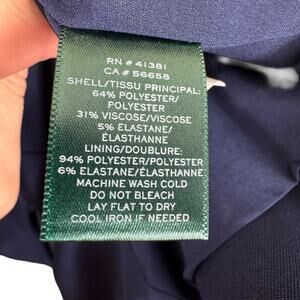 RN # 41381
CA # 56658
SHELL/TISSU PRINCIPAL:
64% POLYESTER/
POLYESTER
31% VISCOSE/VISCOSE
5% ELASTANE/
ÉLASTHANNE
LINING/DOUBLURE:
94% POLYESTER/POLYESTER
6% ELASTANE/ÉLASTHANNE
MACHINE WASH COLD
DO NOT BLEACH
LAY FLAT TO DRY
COOL IRON IF NEEDED